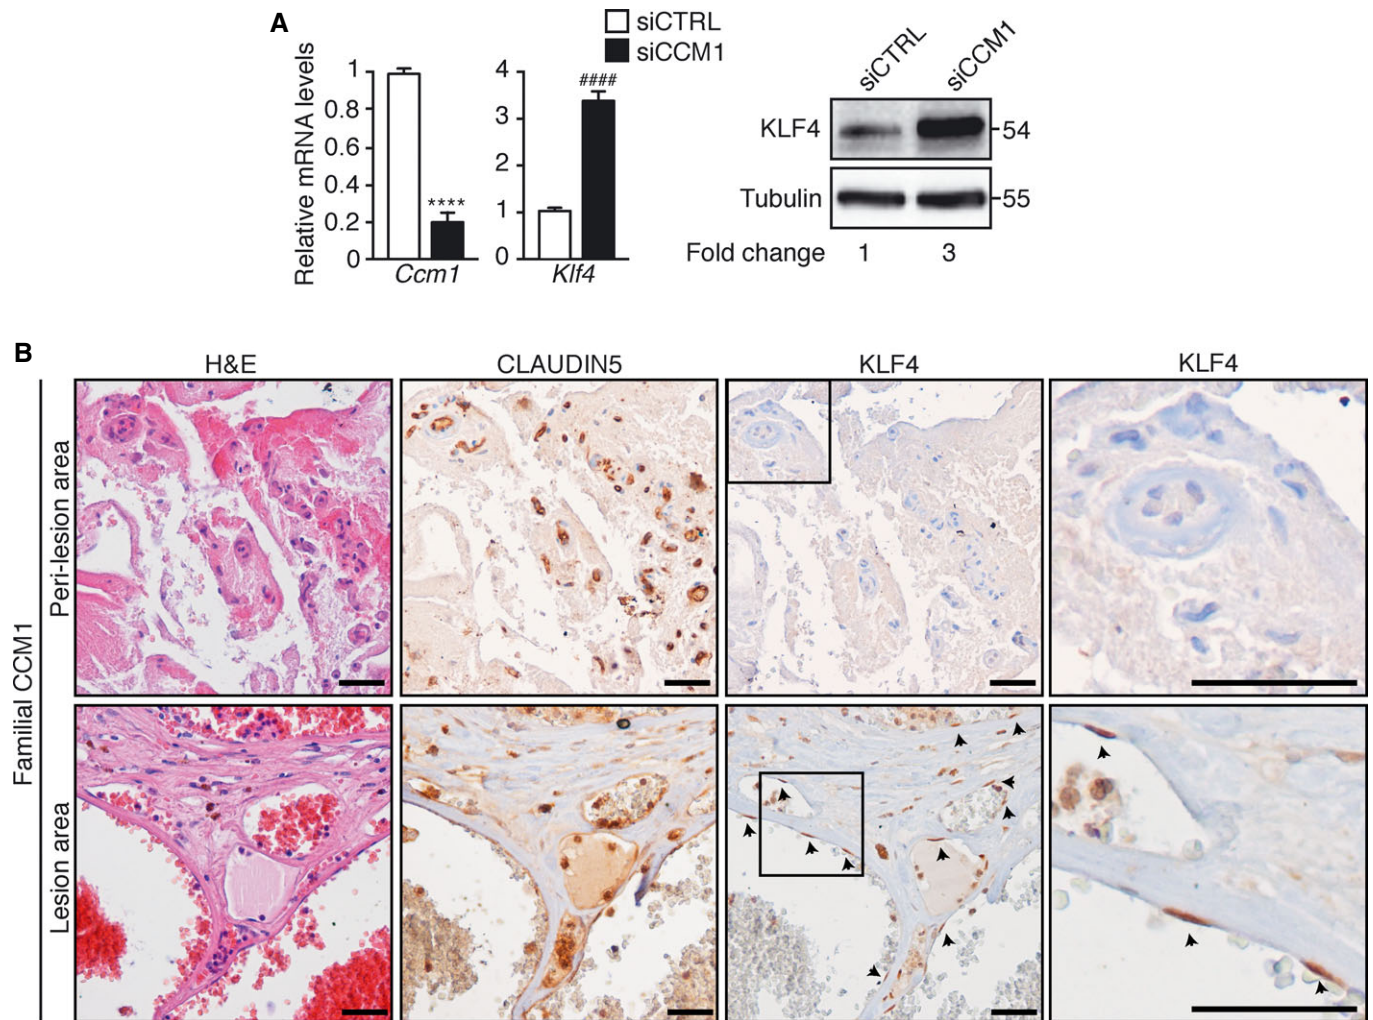 A
siCTRL
siCCM1
Relative mRNA levels
1
0.8
0.6
0.4
0.2
0
****
Ccm1
4
3
2
1
0
####
Klf4
siCTRL
siCCM1
KLF4
54
Tubulin
55
Fold change 1 3
B
H&E CLAUDIN5 KLF4 KLF4
Familial CCM1
Peri-lesion area
Lesion area